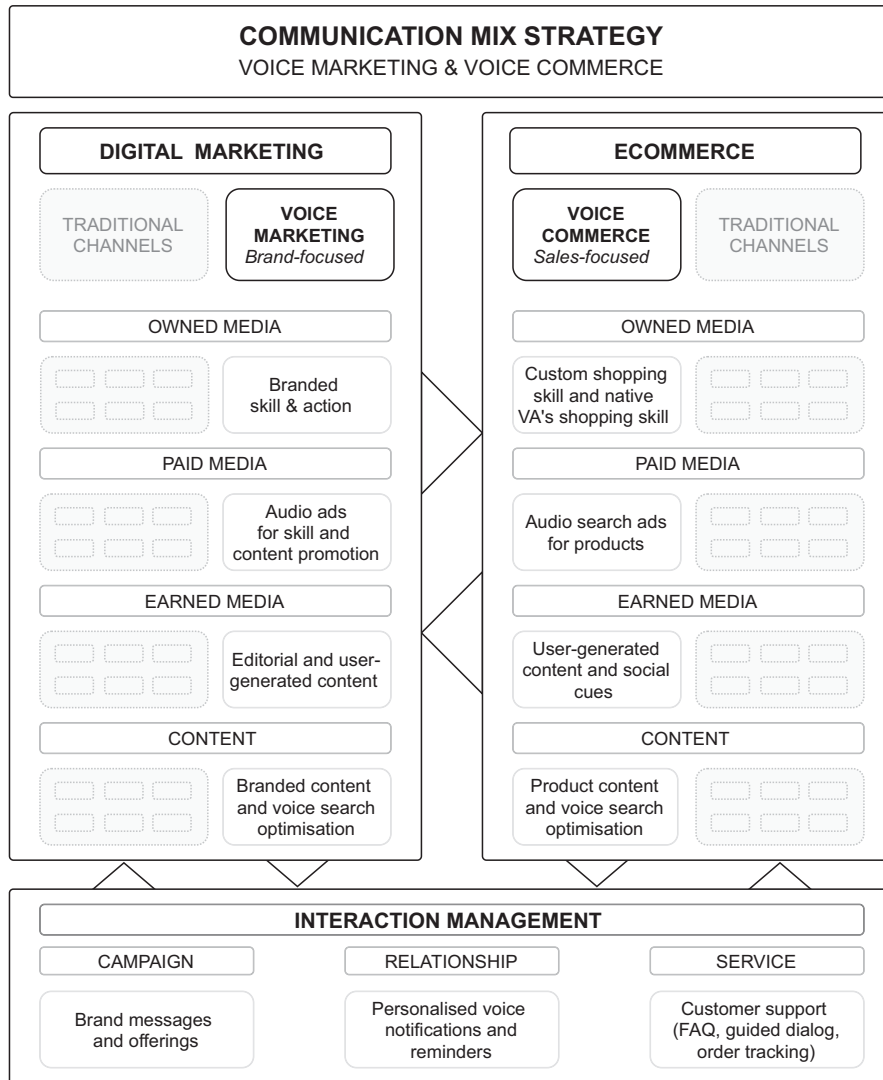 COMMUNICATION MIX STRATEGY
VOICE MARKETING & VOICE COMMERCE
DIGITAL MARKETING
TRADITIONAL
CHANNELS
VOICE
MARKETING
Brand-focused
OWNED MEDIA
Branded
skill & action
PAID MEDIA
Audio ads
for skill and
content promotion
EARNED MEDIA
Editorial and user-
generated content
CONTENT
Branded content
and voice search
optimisation
ECOMMERCE
VOICE
COMMERCE
Sales-focused
TRADITIONAL
CHANNELS
OWNED MEDIA
Custom shopping
skill and native
VA's shopping skill
PAID MEDIA
Audio search ads
for products
EARNED MEDIA
User-generated
content and social
cues
CONTENT
Product content
and voice search
optimisation
INTERACTION MANAGEMENT
CAMPAIGN
Brand messages
and offerings
RELATIONSHIP
Personalised voice
notifications and
reminders
SERVICE
Customer support
(FAQ, guided dialog,
order tracking)